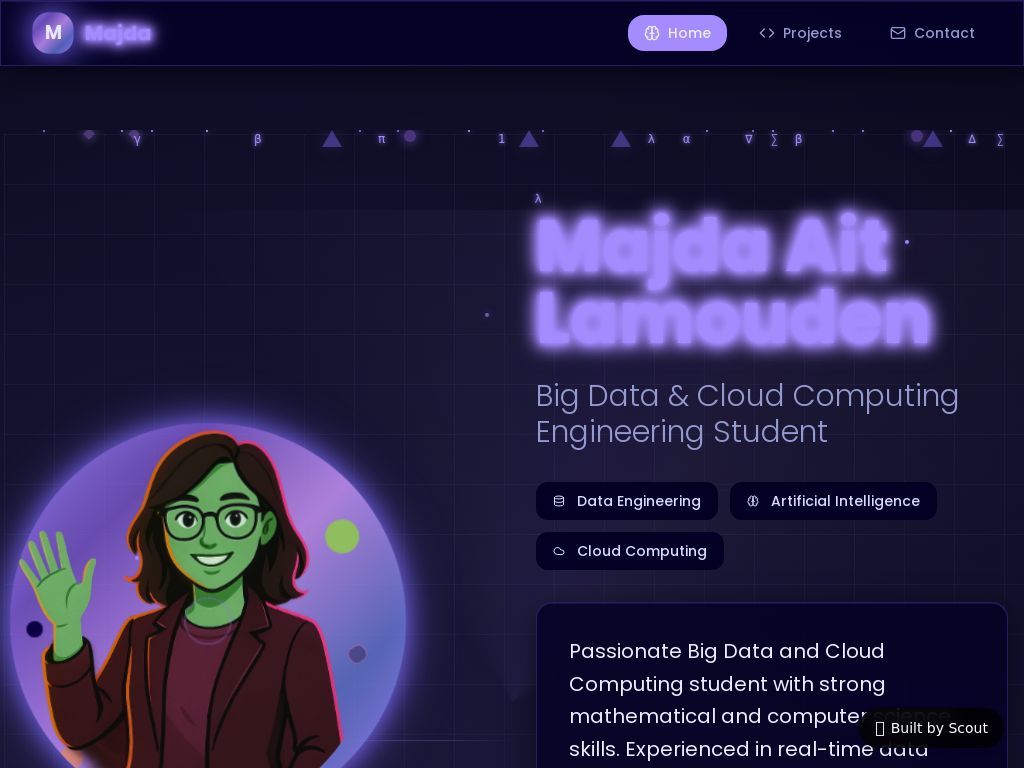 M Majda Home Projects Contact
γ β π 1 λ α ∇ ∑ β Δ ∑
λ
Majda Ait
Lamouden
Big Data & Cloud Computing
Engineering Student
Data Engineering Artificial Intelligence
Cloud Computing
Passionate Big Data and Cloud
Computing student with strong
mathematical and computer science
skills. Experienced in real-time data
Built by Scout